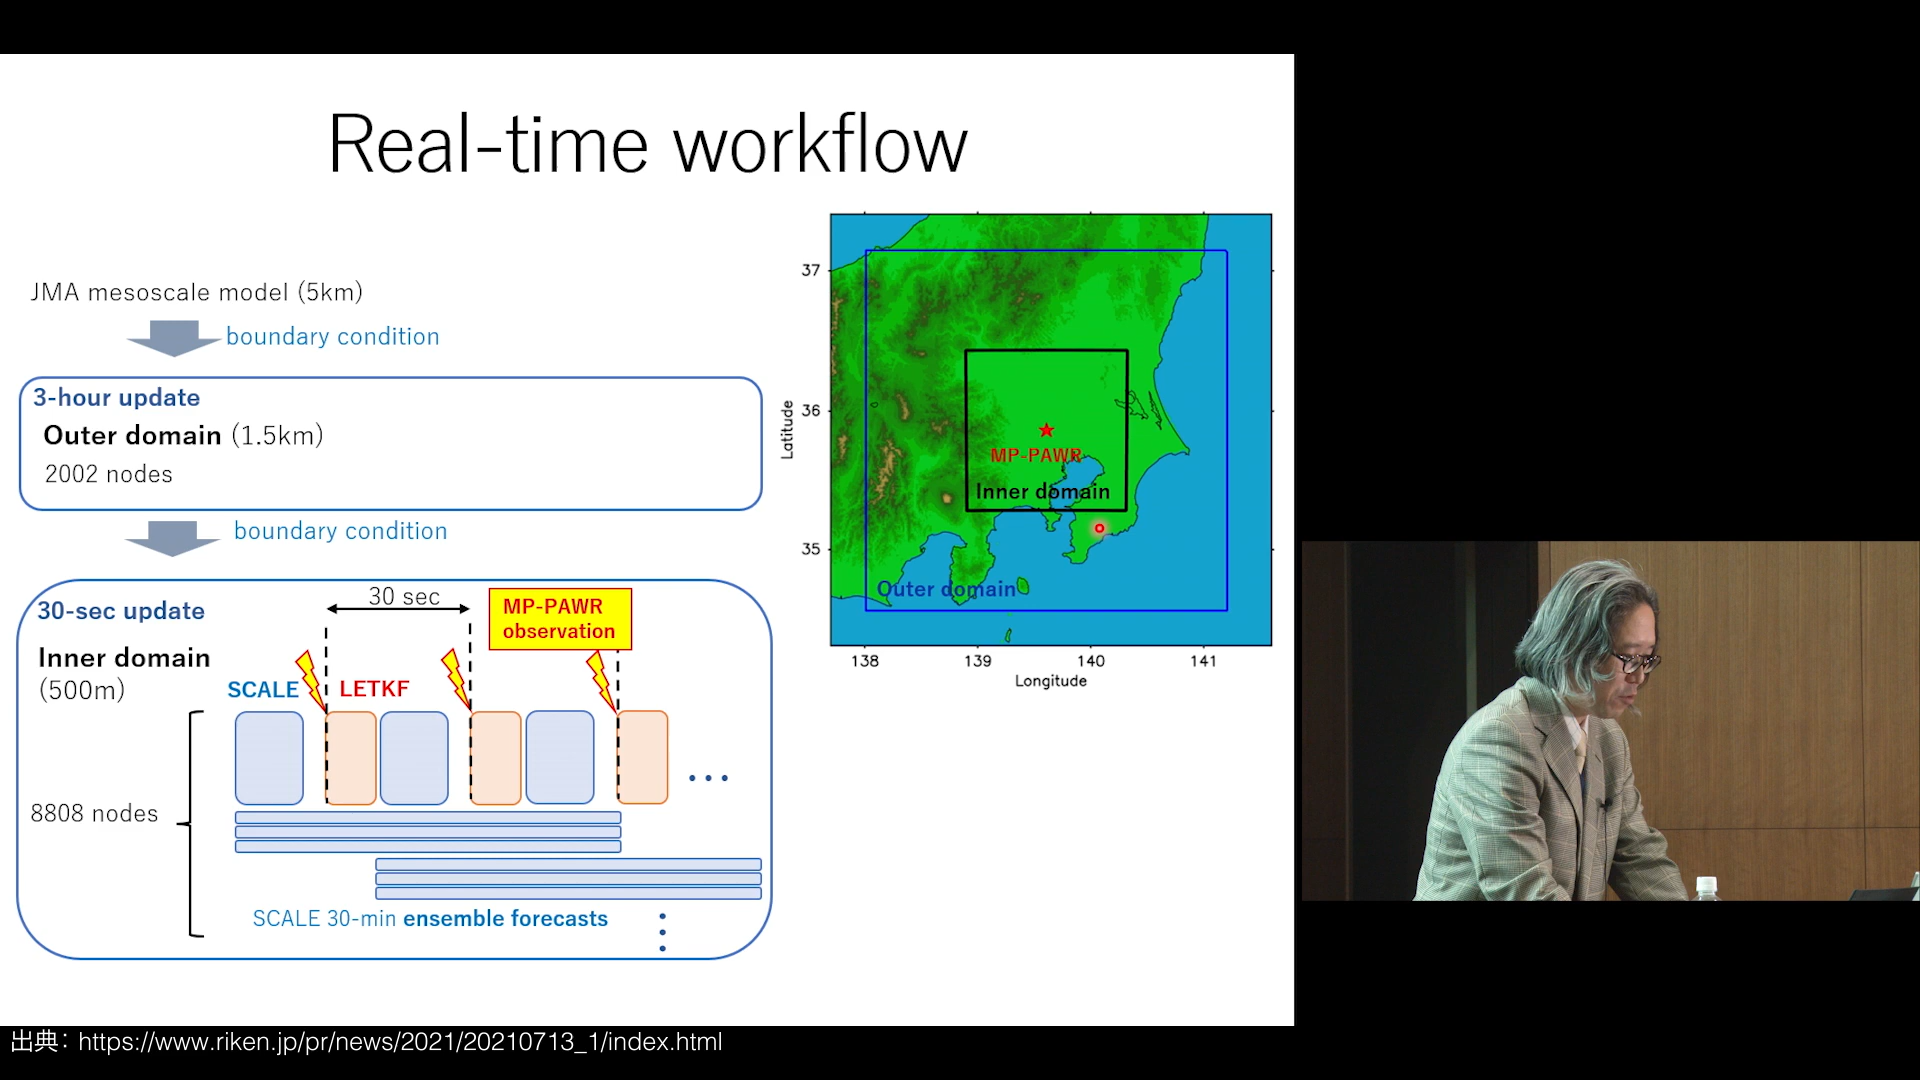 Real-time workflow
JMA mesoscale model (5km)
boundary condition
3-hour update
Outer domain (1.5km)
2002 nodes
boundary condition
30-sec update
30 sec
MP-PAWR
observation
Inner domain
(500m)
SCALE
LETKF
...
8808 nodes
SCALE 30-min ensemble forecasts
37
36
35
Latitude
MP-PAWR
Inner domain
Outer domain
138 139 140 141
Longitude
出典：https://www.riken.jp/pr/news/2021/20210713_1/index.html